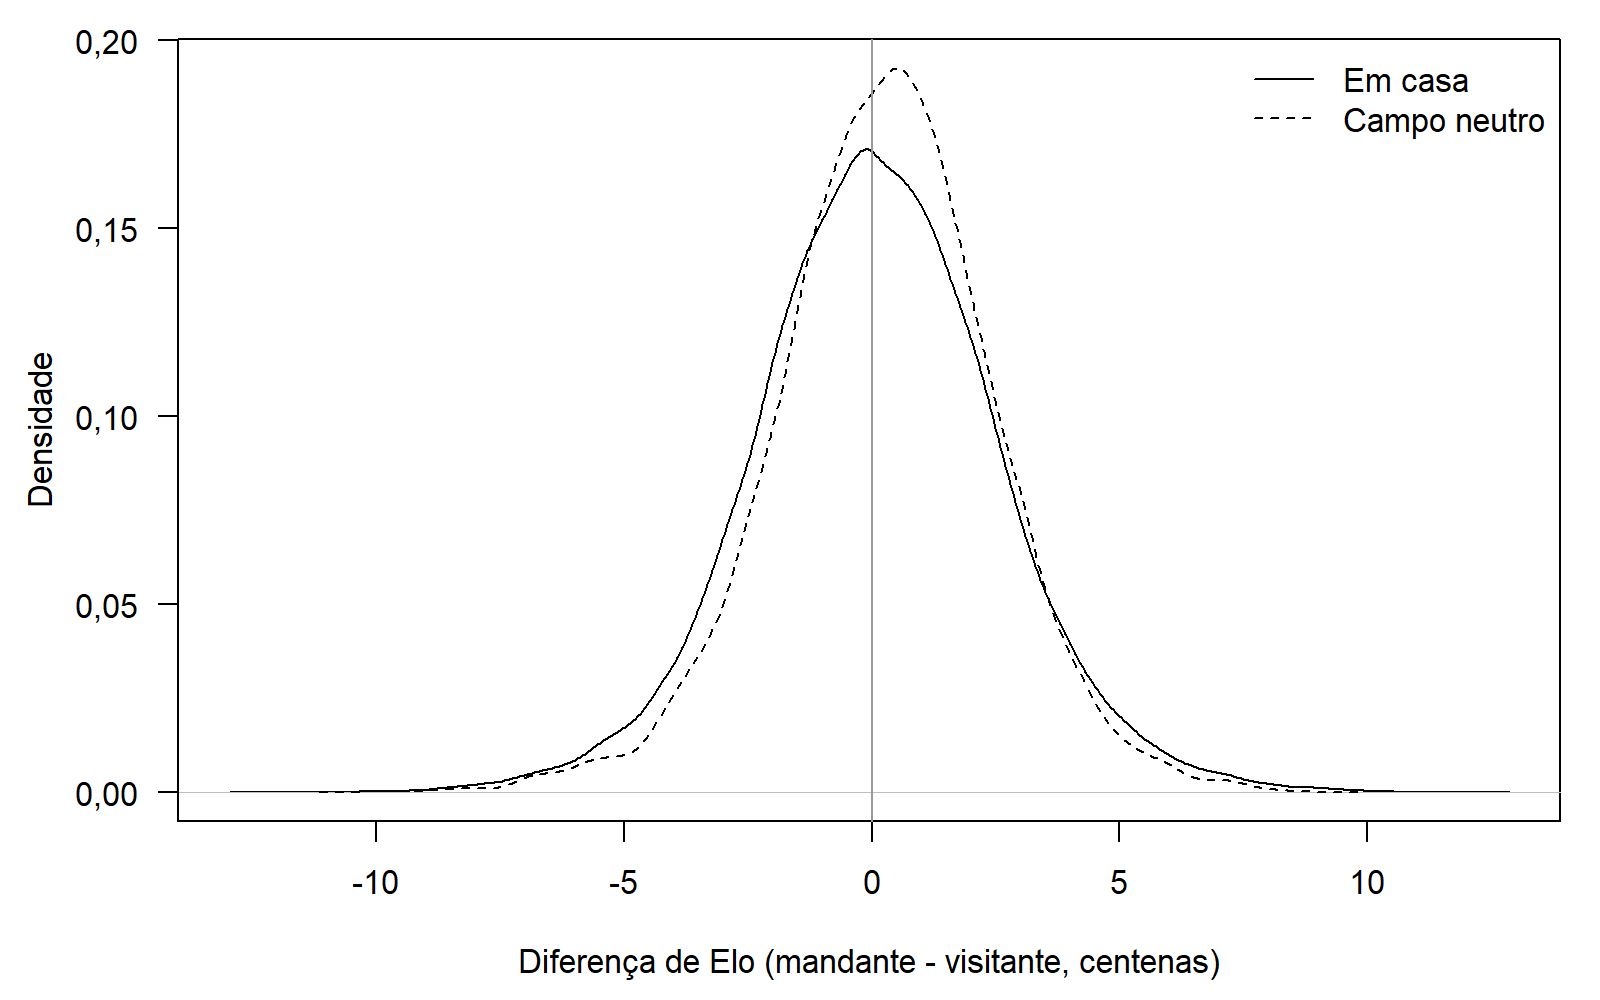 0,20
0,15
0,10
0,05
0,00
Densidade
Em casa
Campo neutro
-10
-5
0
5
10
Diferença de Elo (mandante - visitante, centenas)